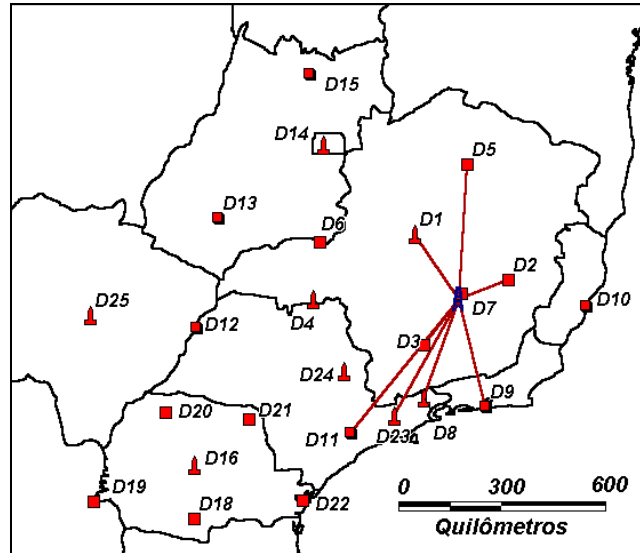 D15
D14
D5
D13
D6
D1
D2
D25
D4
D7
D10
D12
D3
D24
D9
D20
D21
D11
D23
D8
D16
D19
D18
D22
0 300 600
Quilômetros